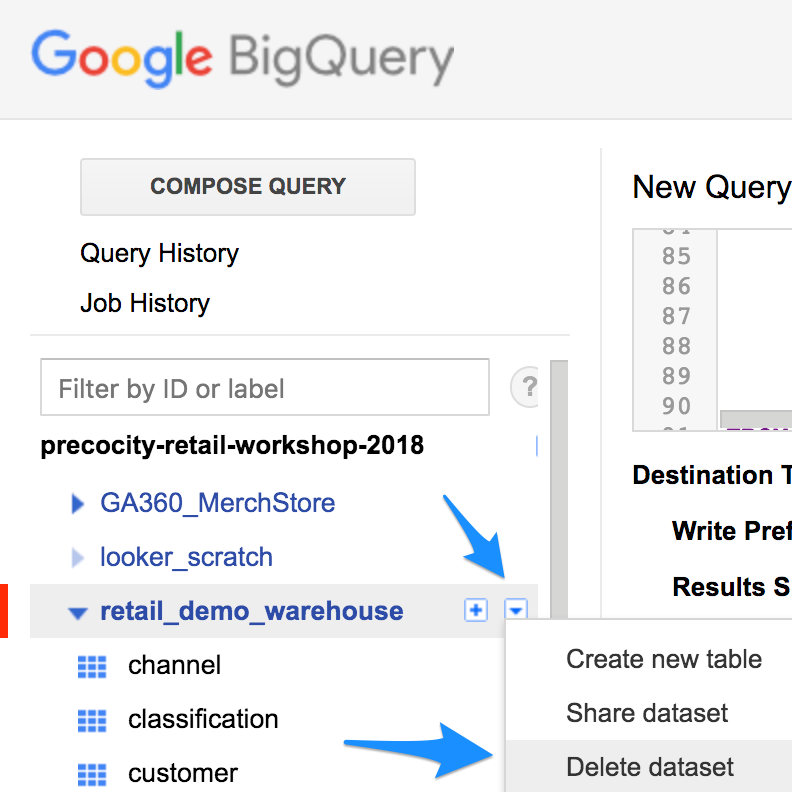 Google BigQuery
COMPOSE QUERY
Query History
Job History
Filter by ID or label
?
precocity-retail-workshop-2018
GA360_MerchStore
looker_scratch
retail_demo_warehouse
channel
classification
customer
New Query
85
86
87
88
89
90
Destination T
Write Pref
Results S
Create new table
Share dataset
Delete dataset